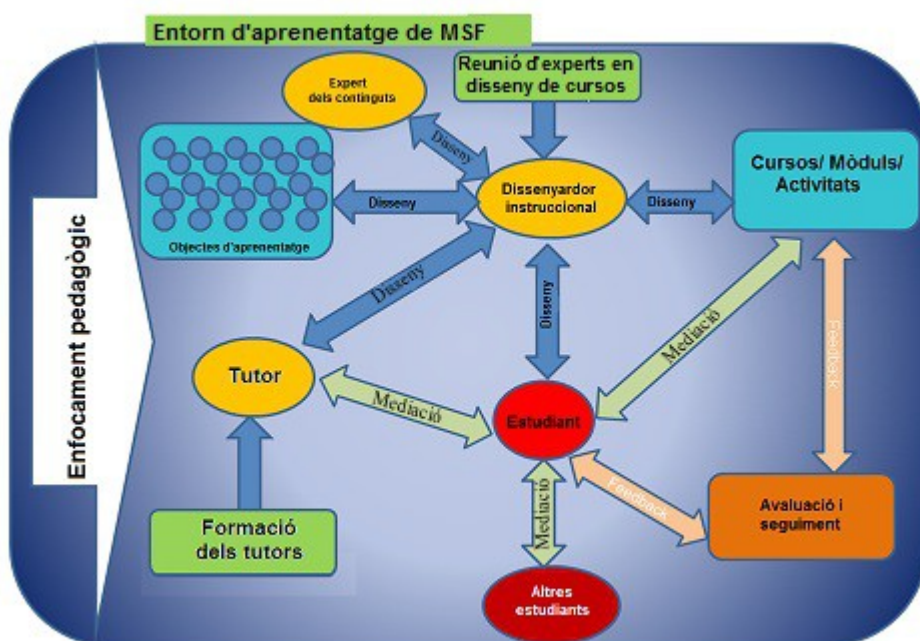 Entorn d'aprenentatge de MSF
Expert
dels continguts
Reunió d'experts en
disseny de cursos
Disseny
Cursos/ Mòduls/
Activitats
Dissenyardor
instruccional
Disseny
Disseny
Objectes d'aprenentatge
Disseny
Disseny
Enfocament pedagògic
Mediació
Feedback
Tutor
Mediació
Estudiant
Feedback
Avaluació i
seguiment
Mediació
Formació
dels tutors
Altres
estudiants